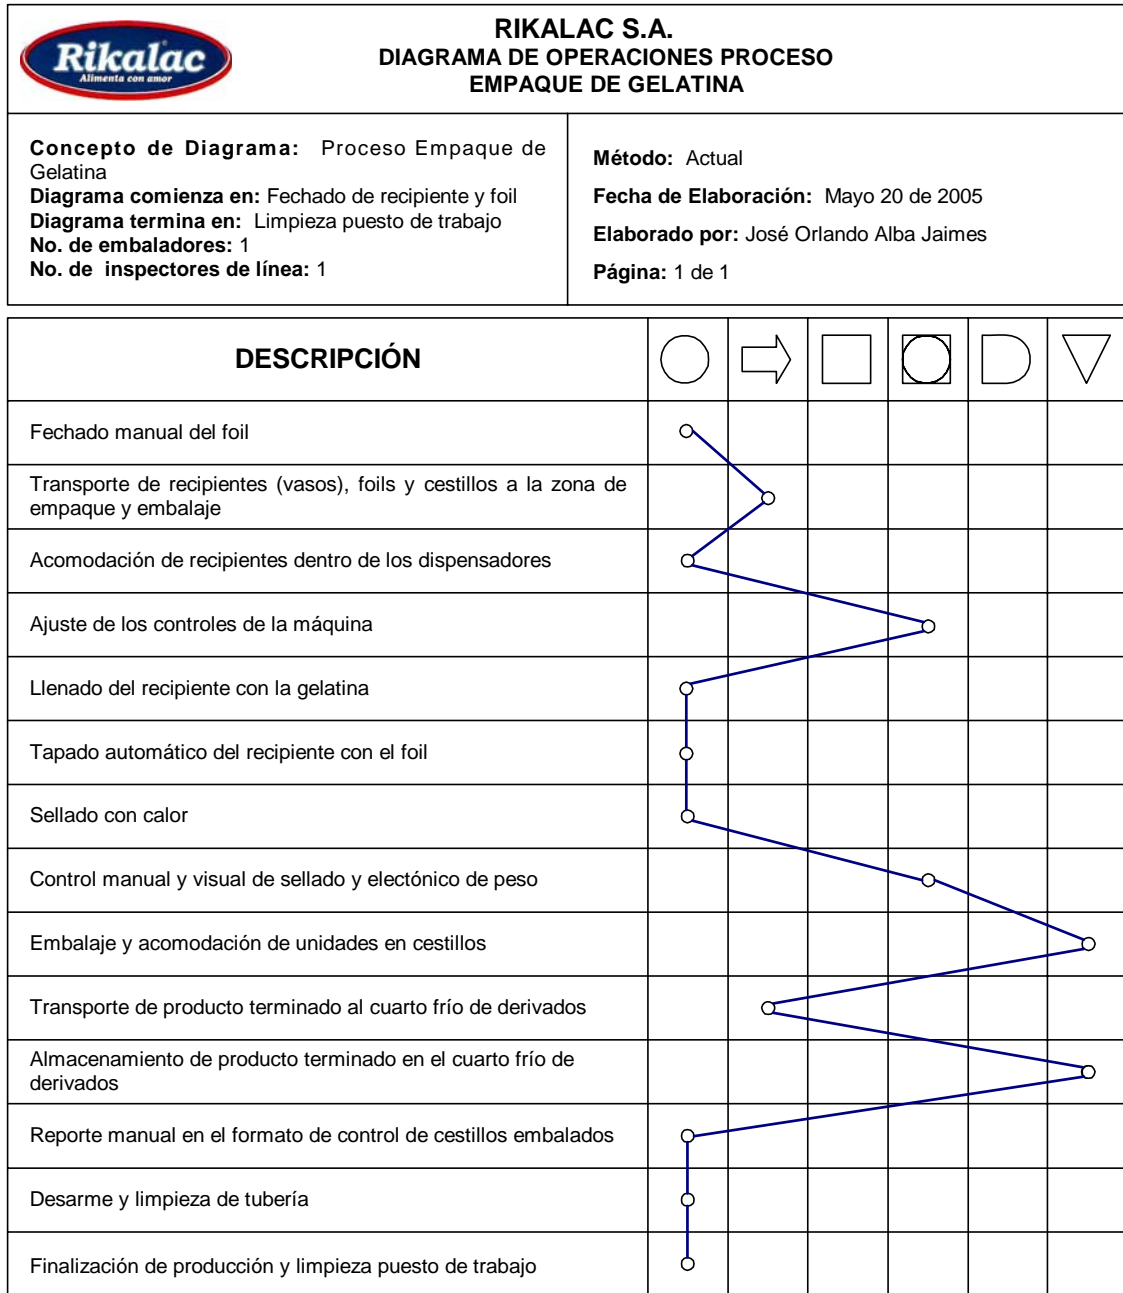 Rikalac
Alimenta con amor
RIKALAC S.A.
DIAGRAMA DE OPERACIONES PROCESO
EMPAQUE DE GELATINA
Concepto de Diagrama: Proceso Empaque de
Gelatina
Diagrama comienza en: Fechado de recipiente y foil
Diagrama termina en: Limpieza puesto de trabajo
No. de embaladores: 1
No. de inspectores de línea: 1
Método: Actual
Fecha de Elaboración: Mayo 20 de 2005
Elaborado por: José Orlando Alba Jaimes
Página: 1 de 1
DESCRIPCIÓN
Fechado manual del foil
Transporte de recipientes (vasos), foils y cestillos a la zona de
empaque y embalaje
Acomodación de recipientes dentro de los dispensadores
Ajuste de los controles de la máquina
Llenado del recipiente con la gelatina
Tapado automático del recipiente con el foil
Sellado con calor
Control manual y visual de sellado y electónico de peso
Embalaje y acomodación de unidades en cestillos
Transporte de producto terminado al cuarto frío de derivados
Almacenamiento de producto terminado en el cuarto frío de
derivados
Reporte manual en el formato de control de cestillos embalados
Desarme y limpieza de tubería
Finalización de producción y limpieza puesto de trabajo